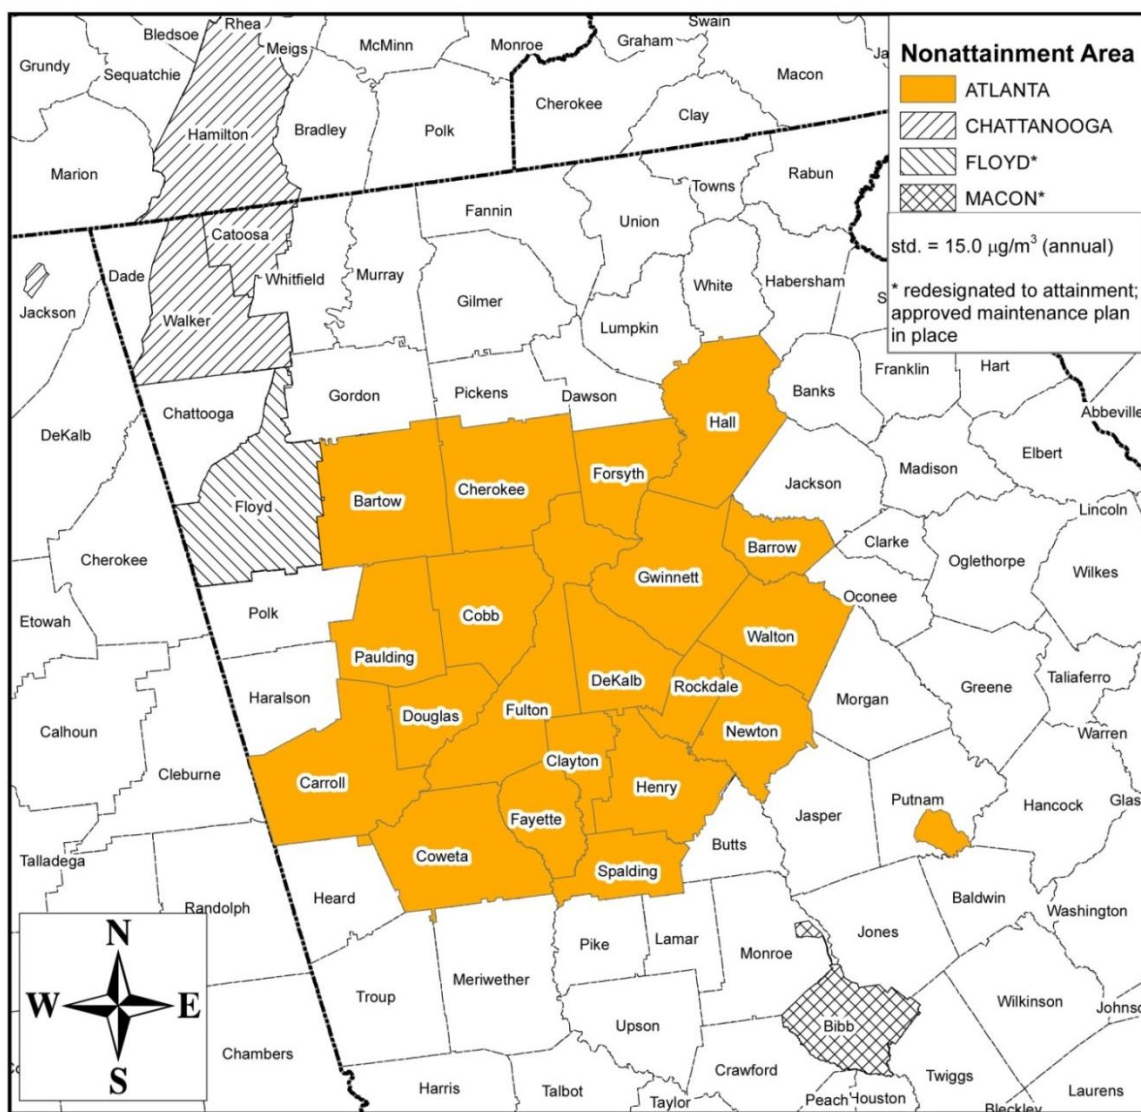 Nonattainment Area
ATLANTA
CHATTANOOGA
FLOYD*
MACON*
std. = 15.0 µg/m³ (annual)
* redesignated to attainment;
approved maintenance plan
in place
Rhea
Swain
Bledsoe
Meigs
McMinn
Monroe
Graham
Grundy
Sequatchie
Macon
Cherokee
Clay
Hamilton
Bradley
Polk
Marion
Rabun
Towns
Fannin
Union
Catoosa
Dade
Whitfield
Murray
White
Habersham
Gilmer
Jackson
Walker
Lumpkin
Franklin
Hart
Gordon
Pickens
Dawson
Banks
Chattooga
Abbeville
Hall
DeKalb
Elbert
Madison
Forsyth
Cherokee
Jackson
Bartow
Floyd
Lincoln
Clarke
Barrow
Cherokee
Oglethorpe
Wilkes
Gwinnett
Oconee
Polk
Cobb
Etowah
Walton
Paulding
Taliaferro
DeKalb
Rockdale
Greene
Haralson
Morgan
Fulton
Douglas
Calhoun
Newton
Warren
Clayton
Cleburne
Carroll
Henry
Putnam
Hancock
Glas
Fayette
Jasper
Butts
Coweta
Talladega
Spalding
Heard
Baldwin
Randolph
Washington
Jones
Pike
Lamar
Monroe
Meriwether
Troup
Wilkinson
Johnso
Upson
Bibb
Chambers
Crawford
Twiggs
Harris
Talbot
Laurens
Peach
Houston
Taylor
Bleckley
N
W
E
S